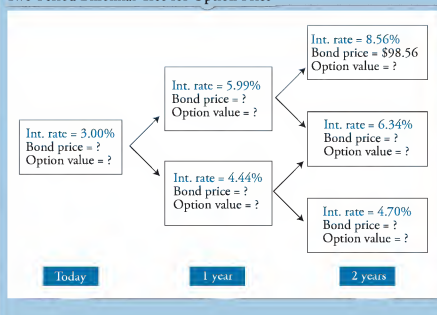 Int. rate = 8.56%
Bond price = $98.56
Option value = ?
Int. rate = 5.99%
Bond price = ?
Option value = ?
Int. rate = 3.00%
Bond price = ?
Option value = ?
Int. rate = 6.34%
Bond price = ?
Option value = ?
Int. rate = 4.44%
Bond price = ?
Option value = ?
Int. rate = 4.70%
Bond price = ?
Option value = ?
Today
1 year
2 years